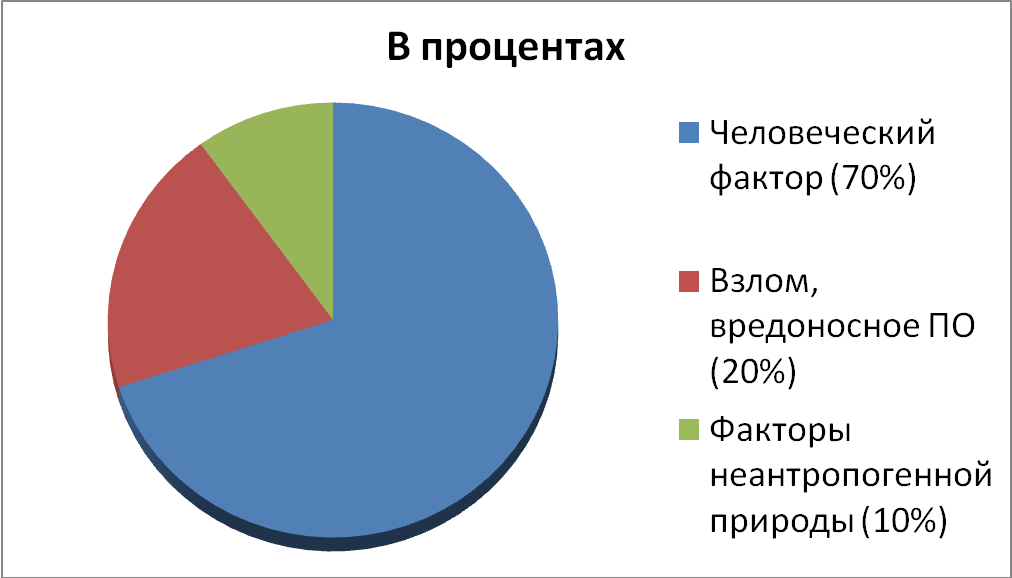 В процентах
Человеческий
фактор (70%)
Взлом,
вредоносное ПО
(20%)
Факторы
неантропогенной
природы (10%)